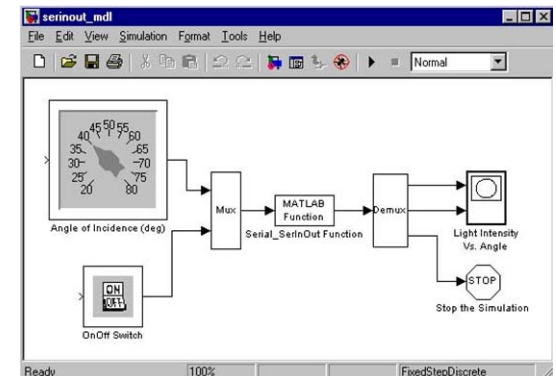 serinout_mdl
File Edit View Simulation Format Tools Help
Normal
45 50 55
40 60
35 65
30 70
25 75
20 80
Angle of Incidence (deg)
Mux
MATLAB
Function
Serial_SerInOut Function
Demux
Light Intensity
Vs. Angle
STOP
Stop the Simulation
ON
OFF
OnOff Switch
Ready 100% FixedStepDiscrete